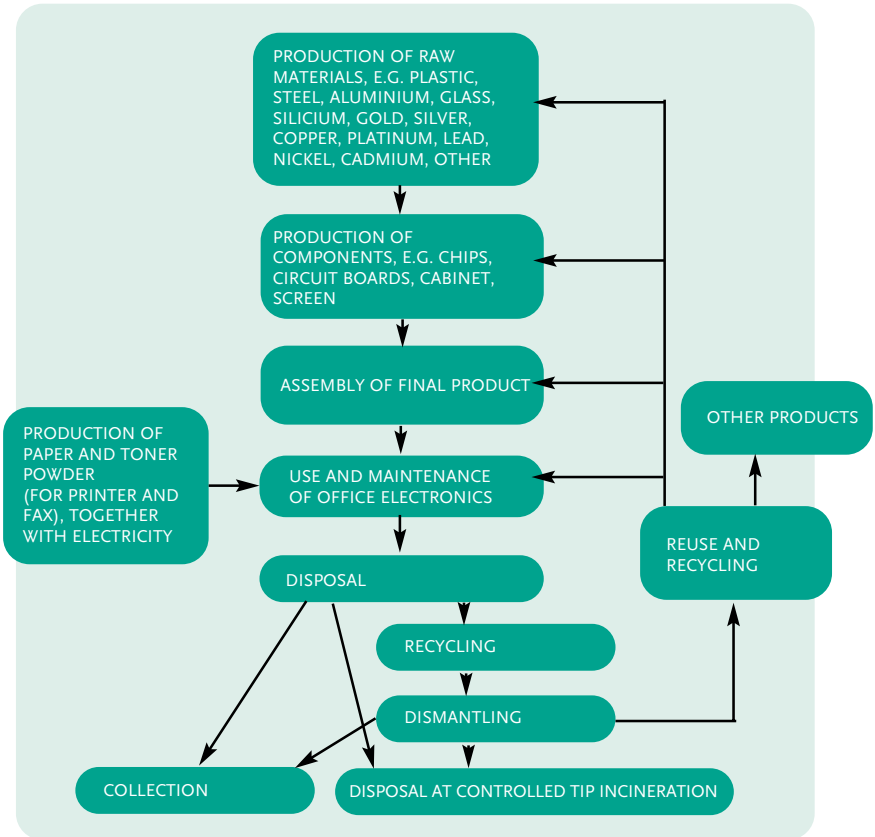 PRODUCTION OF RAW
MATERIALS, E.G. PLASTIC,
STEEL, ALUMINIUM, GLASS,
SILICIUM, GOLD, SILVER,
COPPER, PLATINUM, LEAD,
NICKEL, CADMIUM, OTHER
PRODUCTION OF
COMPONENTS, E.G. CHIPS,
CIRCUIT BOARDS, CABINET,
SCREEN
ASSEMBLY OF FINAL PRODUCT
OTHER PRODUCTS
PRODUCTION OF
PAPER AND TONER
POWDER
(FOR PRINTER AND
FAX), TOGETHER
WITH ELECTRICITY
USE AND MAINTENANCE
OF OFFICE ELECTRONICS
REUSE AND
RECYCLING
DISPOSAL
RECYCLING
DISMANTLING
COLLECTION
DISPOSAL AT CONTROLLED TIP INCINERATION